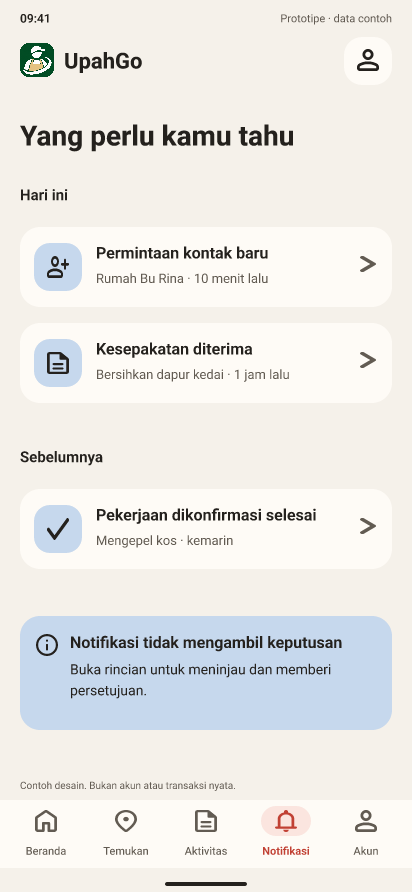 09:41
Prototipe · data contoh
UpahGo
Yang perlu kamu tahu
Hari ini
Permintaan kontak baru
Rumah Bu Rina · 10 menit lalu
Kesepakatan diterima
Bersihkan dapur kedai · 1 jam lalu
Sebelumnya
Pekerjaan dikonfirmasi selesai
Mengepel kos · kemarin
Notifikasi tidak mengambil keputusan
Buka rincian untuk meninjau dan memberi
persetujuan.
Contoh desain. Bukan akun atau transaksi nyata.
Beranda
Temukan
Aktivitas
Notifikasi
Akun